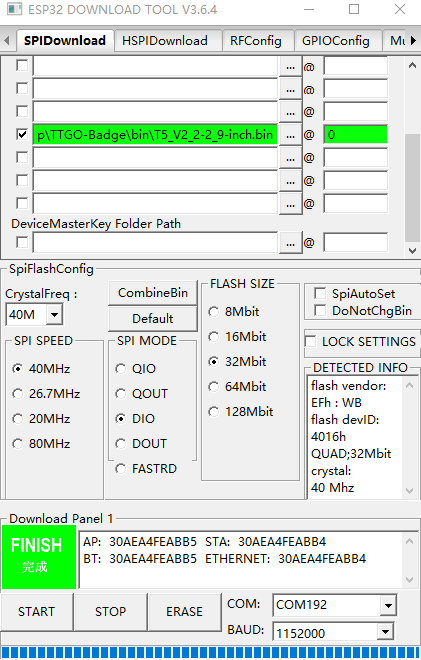 ESP32 DOWNLOAD TOOL V3.6.4
SPIDownload HSPIDownload RFConfig GPIOConfig Mu
... @
... @
... @
p\TTGO-Badge\bin\T5_V2_2-2_9-inch.bin ... @ 0
... @
... @
... @
DeviceMasterKey Folder Path
... @
SpiFlashConfig
CrystalFreq :
40M
CombineBin
Default
SPI SPEED
40MHz
26.7MHz
20MHz
80MHz
SPI MODE
QIO
QOUT
DIO
DOUT
FASTRD
FLASH SIZE
8Mbit
16Mbit
32Mbit
64Mbit
128Mbit
SpiAutoSet
DoNotChgBin
LOCK SETTINGS
DETECTED INFO
flash vendor:
EFh : WB
flash devID:
4016h
QUAD;32Mbit
crystal:
40 Mhz
Download Panel 1
FINISH
完成
AP: 30AEA4FEABB5 STA: 30AEA4FEABB4
BT: 30AEA4FEABB5 ETHERNET: 30AEA4FEABB4
START STOP ERASE
COM: COM192
BAUD: 1152000